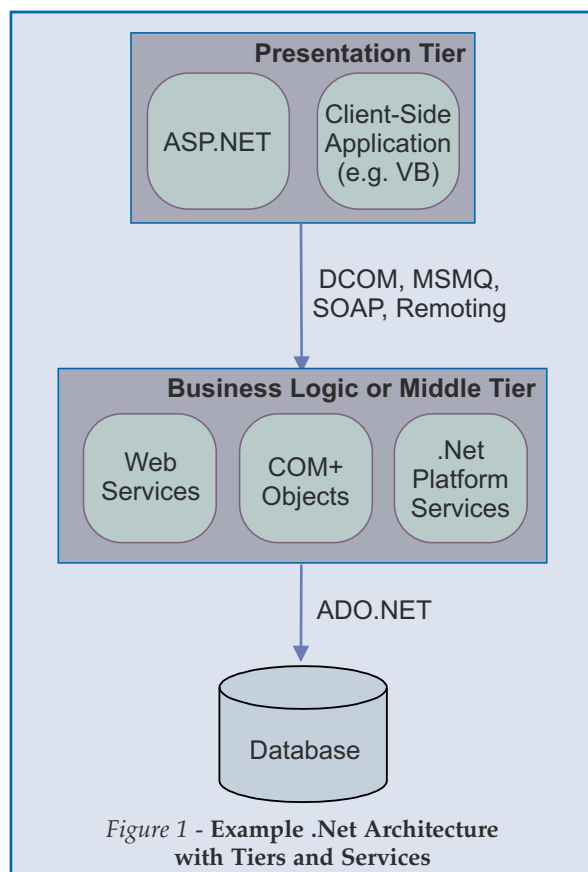 Presentation Tier
ASP.NET
Client-Side
Application
(e.g. VB)
DCOM, MSMQ,
SOAP, Remoting
Business Logic or Middle Tier
Web
Services
COM+
Objects
.Net
Platform
Services
ADO.NET
Database
Figure 1 - Example .Net Architecture
with Tiers and Services